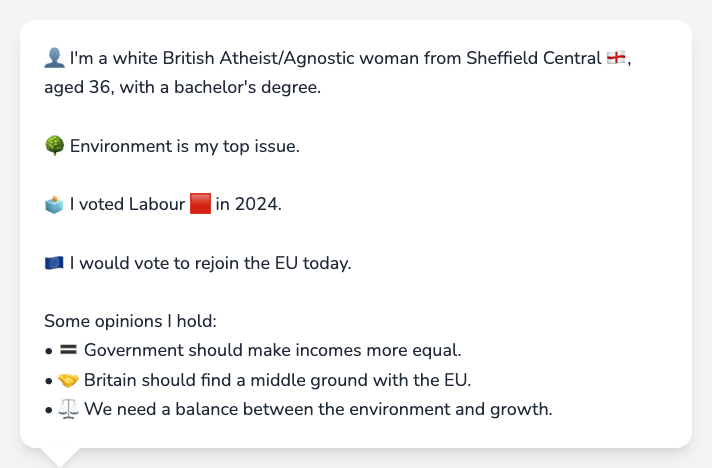 👤 I'm a white British Atheist/Agnostic woman from Sheffield Central 🏴󠁧󠁢󠁥󠁮󠁧󠁿,
aged 36, with a bachelor's degree.
🌳 Environment is my top issue.
🗳️ I voted Labour 🟥 in 2024.
🇪🇺 I would vote to rejoin the EU today.
Some opinions I hold:
• 🟰 Government should make incomes more equal.
• 🤝 Britain should find a middle ground with the EU.
• ⚖️ We need a balance between the environment and growth.